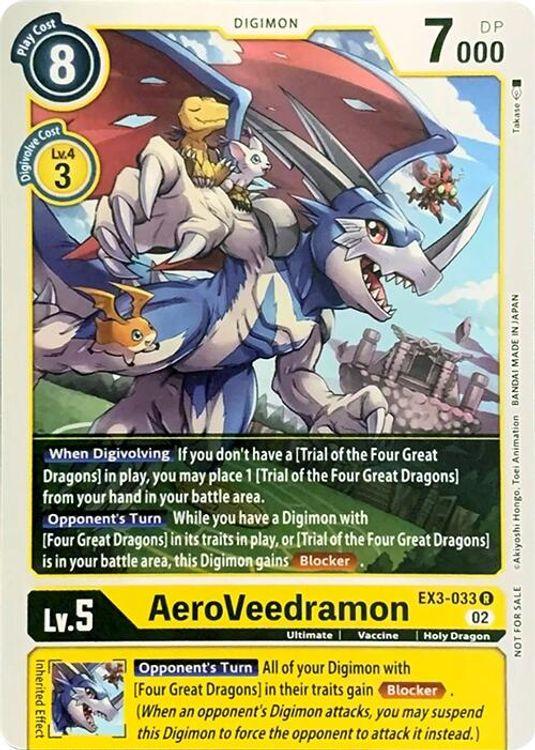 Play Cost
8
DIGIMON
DP
7000
Digivolve Cost
Lv.4
3
Takase
When Digivolving If you don't have a [Trial of the Four Great
Dragons] in play, you may place 1 [Trial of the Four Great Dragons]
from your hand in your battle area.
Opponent's Turn While you have a Digimon with
[Four Great Dragons] in its traits in play, or [Trial of the Four Great Dragons]
is in your battle area, this Digimon gains Blocker .
©Akiyoshi Hongo, Toei Animation BANDAI MADE IN JAPAN
NOT FOR SALE
Lv.5
AeroVeedramon
EX3-033 R
02
Ultimate
Vaccine
Holy Dragon
Inherited Effect
Opponent's Turn All of your Digimon with
[Four Great Dragons] in their traits gain Blocker .
(When an opponent's Digimon attacks, you may suspend
this Digimon to force the opponent to attack it instead.)